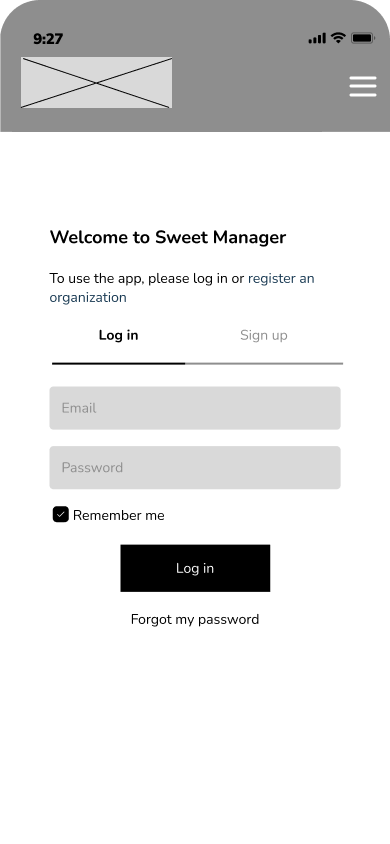 9:27
Welcome to Sweet Manager
To use the app, please log in or register an
organization
Log in
Sign up
Email
Password
Remember me
Log in
Forgot my password